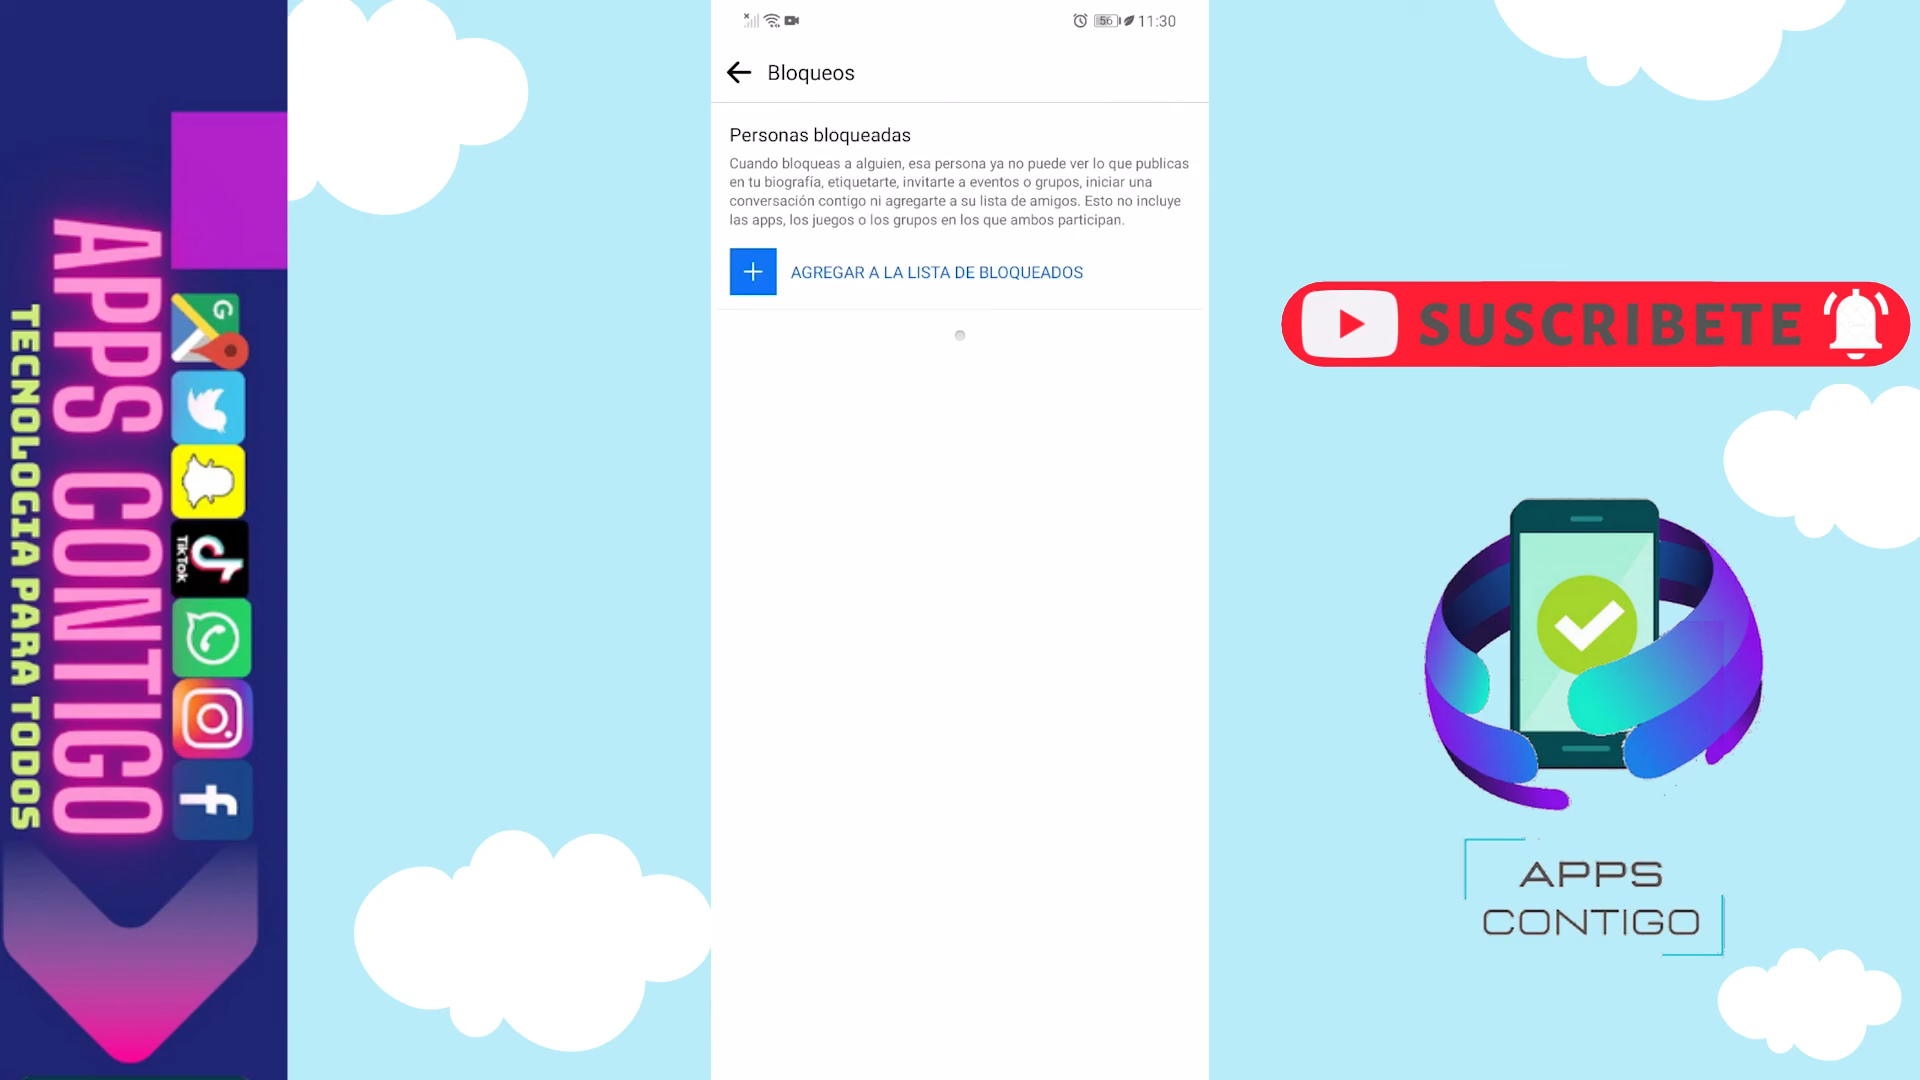 APPS CONTIGO
TECNOLOGIA PARA TODOS
G
TikTok
f
56
11:30
Bloqueos
Personas bloqueadas
Cuando bloqueas a alguien, esa persona ya no puede ver lo que publicas
en tu biografía, etiquetarte, invitarte a eventos o grupos, iniciar una
conversación contigo ni agregarte a su lista de amigos. Esto no incluye
las apps, los juegos o los grupos en los que ambos participan.
AGREGAR A LA LISTA DE BLOQUEADOS
SUSCRIBETE
APPS
CONTIGO